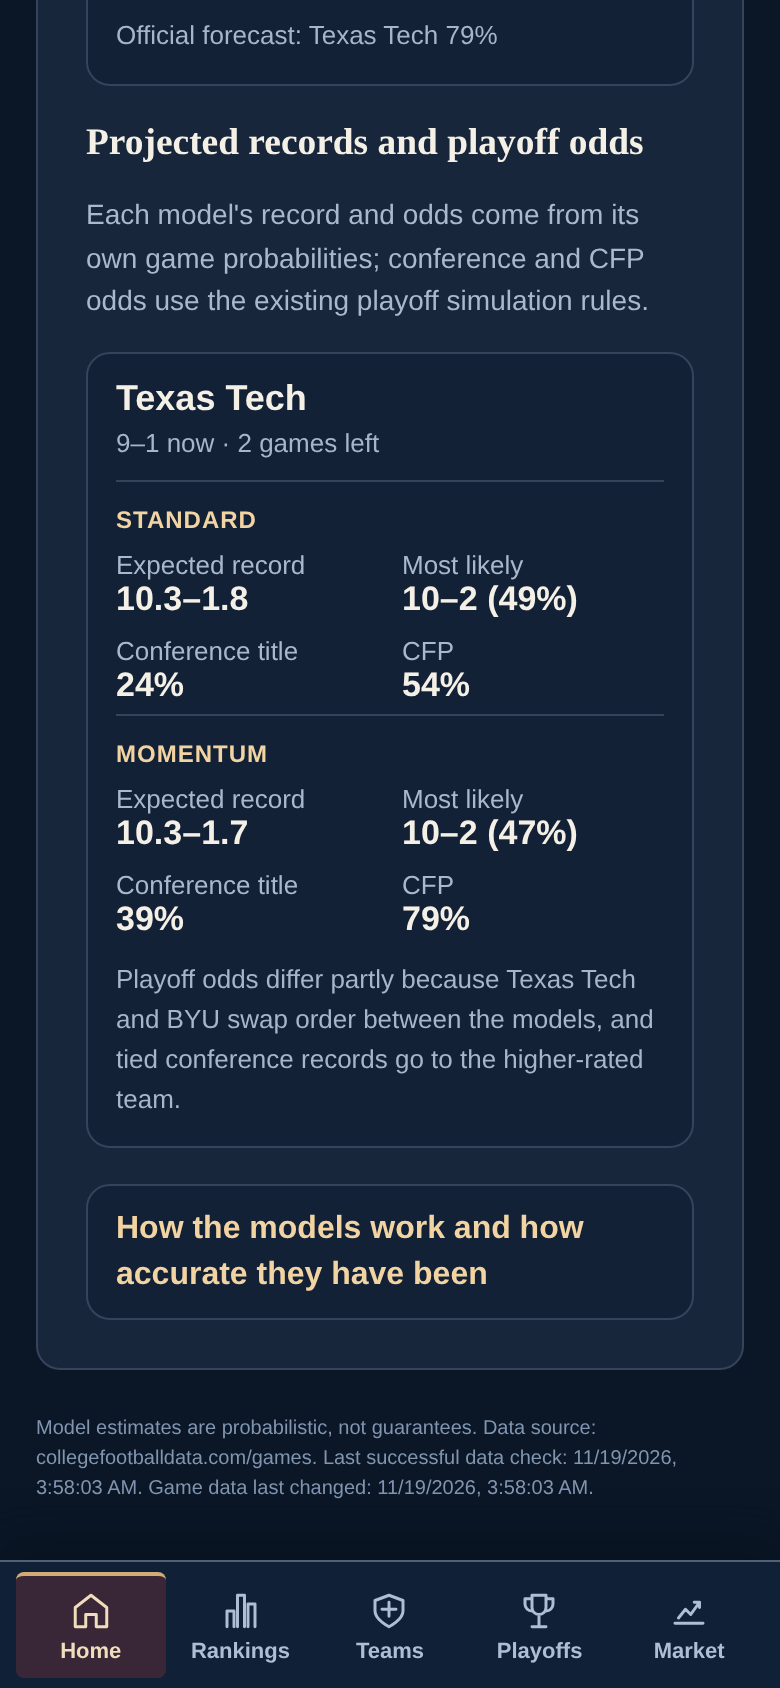 Official forecast: Texas Tech 79%
Projected records and playoff odds
Each model's record and odds come from its
own game probabilities; conference and CFP
odds use the existing playoff simulation rules.
Texas Tech
9–1 now · 2 games left
STANDARD
Expected record
10.3–1.8
Most likely
10–2 (49%)
Conference title
24%
CFP
54%
MOMENTUM
Expected record
10.3–1.7
Most likely
10–2 (47%)
Conference title
39%
CFP
79%
Playoff odds differ partly because Texas Tech
and BYU swap order between the models, and
tied conference records go to the higher-rated
team.
How the models work and how
accurate they have been
Model estimates are probabilistic, not guarantees. Data source:
collegefootballdata.com/games. Last successful data check: 11/19/2026,
3:58:03 AM. Game data last changed: 11/19/2026, 3:58:03 AM.
Home
Rankings
Teams
Playoffs
Market